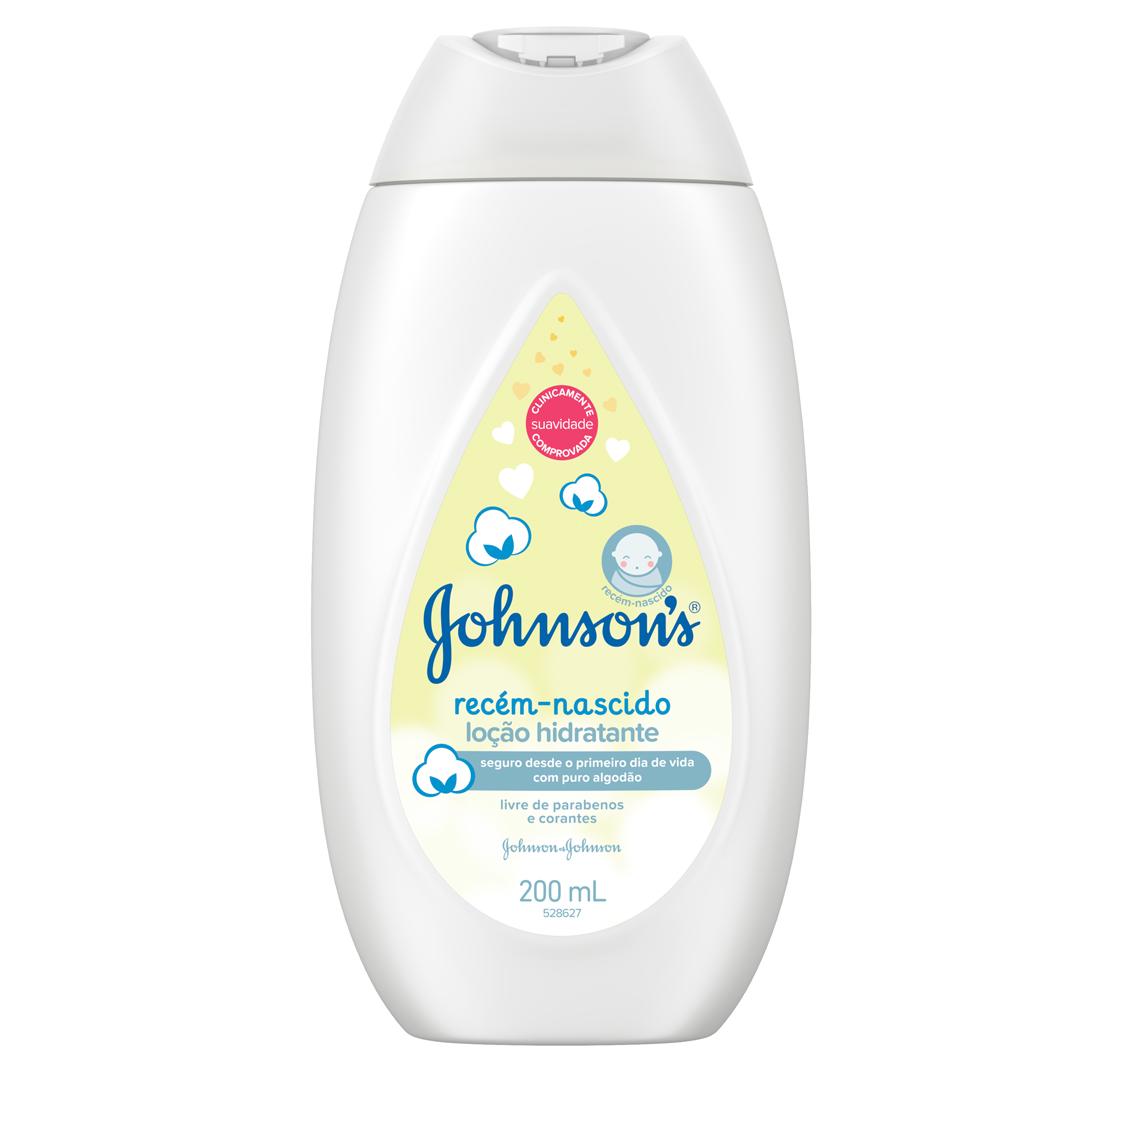 CLINICAMENTE
suavidade
COMPROVADA
recém-nascido
Johnson's®
recém-nascido
loção hidratante
seguro desde o primeiro dia de vida
com puro algodão
livre de parabenos
e corantes
Johnson&Johnson
200 mL
528627